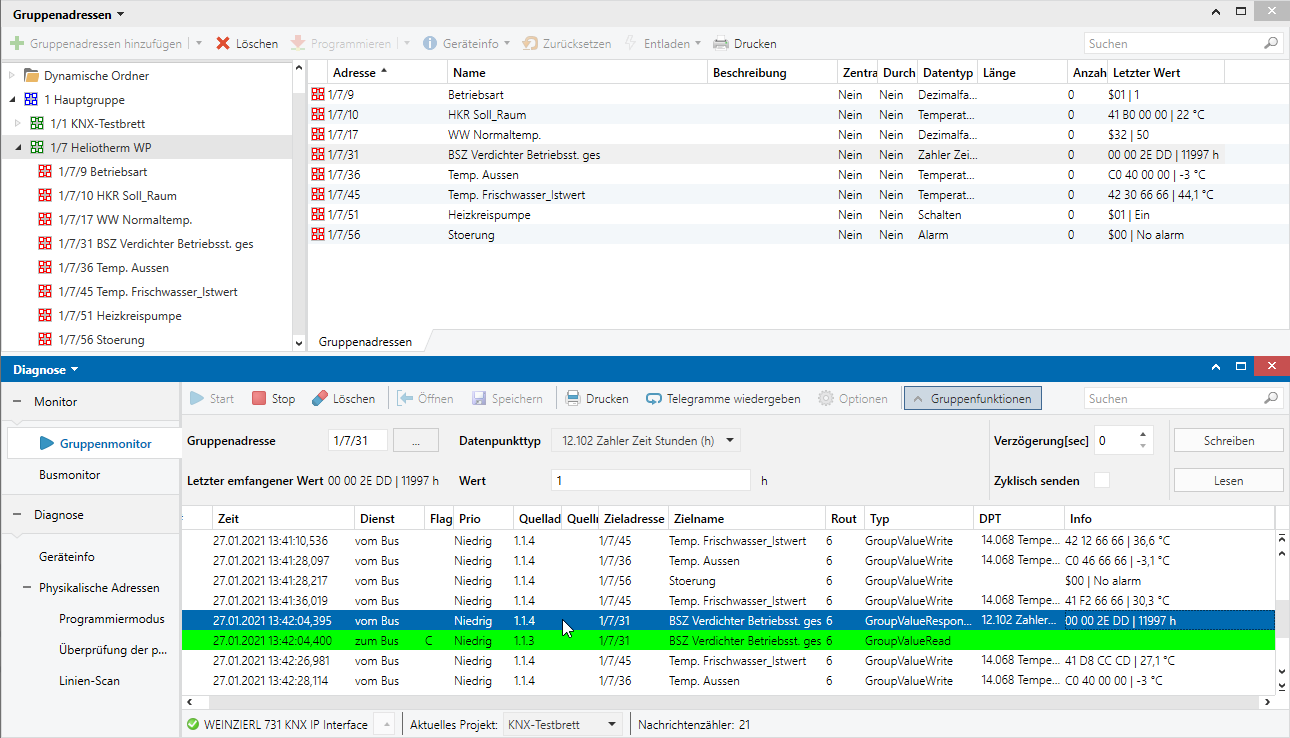 Gruppenadressen
Gruppenadressen hinzufügen Löschen Programmieren Geräteinfo Zurücksetzen Entladen Drucken Suchen
Dynamische Ordner
1 Hauptgruppe
1/1 KNX-Testbrett
1/7 Heliotherm WP
1/7/9 Betriebsart
1/7/10 HKR Soll_Raum
1/7/17 WW Normaltemp.
1/7/31 BSZ Verdichter Betriebsst. ges
1/7/36 Temp. Aussen
1/7/45 Temp. Frischwasser_Istwert
1/7/51 Heizkreispumpe
1/7/56 Stoerung
Adresse Name Beschreibung Zentra Durch Datentyp Länge Anzah Letzter Wert
1/7/9 Betriebsart Nein Nein Dezimalfa... 0 $01 | 1
1/7/10 HKR Soll_Raum Nein Nein Temperat... 0 41 B0 00 00 | 22 °C
1/7/17 WW Normaltemp. Nein Nein Dezimalfa... 0 $32 | 50
1/7/31 BSZ Verdichter Betriebsst. ges Nein Nein Zahler Zei... 0 00 00 2E DD | 11997 h
1/7/36 Temp. Aussen Nein Nein Temperat... 0 C0 40 00 00 | -3 °C
1/7/45 Temp. Frischwasser_Istwert Nein Nein Temperat... 0 42 30 66 66 | 44,1 °C
1/7/51 Heizkreispumpe Nein Nein Schalten 0 $01 | Ein
1/7/56 Stoerung Nein Nein Alarm 0 $00 | No alarm
Gruppenadressen
Diagnose
Monitor
Gruppenmonitor
Busmonitor
Diagnose
Geräteinfo
Physikalische Adressen
Programmiermodus
Überprüfung der p...
Linien-Scan
Start Stop Löschen Öffnen Speichern Drucken Telegramme wiedergeben Optionen Gruppenfunktionen Suchen
Gruppenadresse 1/7/31 ... Datenpunkttyp 12.102 Zahler Zeit Stunden (h) Verzögerung[sec] 0 Schreiben
Letzter emfangener Wert 00 00 2E DD | 11997 h Wert 1 h Zyklisch senden Lesen
Zeit Dienst Flag Prio Quellad Quellı Zieladresse Zielname Rout Typ DPT Info
27.01.2021 13:41:10,536 vom Bus Niedrig 1.1.4 1/7/45 Temp. Frischwasser_Istwert 6 GroupValueWrite 14.068 Tempe... 42 12 66 66 | 36,6 °C
27.01.2021 13:41:28,097 vom Bus Niedrig 1.1.4 1/7/36 Temp. Aussen 6 GroupValueWrite 14.068 Tempe... C0 46 66 66 | -3,1 °C
27.01.2021 13:41:28,217 vom Bus Niedrig 1.1.4 1/7/56 Stoerung 6 GroupValueWrite $00 | No alarm
27.01.2021 13:41:36,019 vom Bus Niedrig 1.1.4 1/7/45 Temp. Frischwasser_Istwert 6 GroupValueWrite 14.068 Tempe... 41 F2 66 66 | 30,3 °C
27.01.2021 13:42:04,395 vom Bus Niedrig 1.1.4 1/7/31 BSZ Verdichter Betriebsst. ges 6 GroupValueRespon... 12.102 Zahler... 00 00 2E DD | 11997 h
27.01.2021 13:42:04,400 zum Bus C Niedrig 1.1.3 1/7/31 BSZ Verdichter Betriebsst. ges 6 GroupValueRead
27.01.2021 13:42:26,981 vom Bus Niedrig 1.1.4 1/7/45 Temp. Frischwasser_Istwert 6 GroupValueWrite 14.068 Tempe... 41 D8 CC CD | 27,1 °C
27.01.2021 13:42:28,114 vom Bus Niedrig 1.1.4 1/7/36 Temp. Aussen 6 GroupValueWrite 14.068 Tempe... C0 40 00 00 | -3 °C
WEINZIERL 731 KNX IP Interface Aktuelles Projekt: KNX-Testbrett Nachrichtenzähler: 21